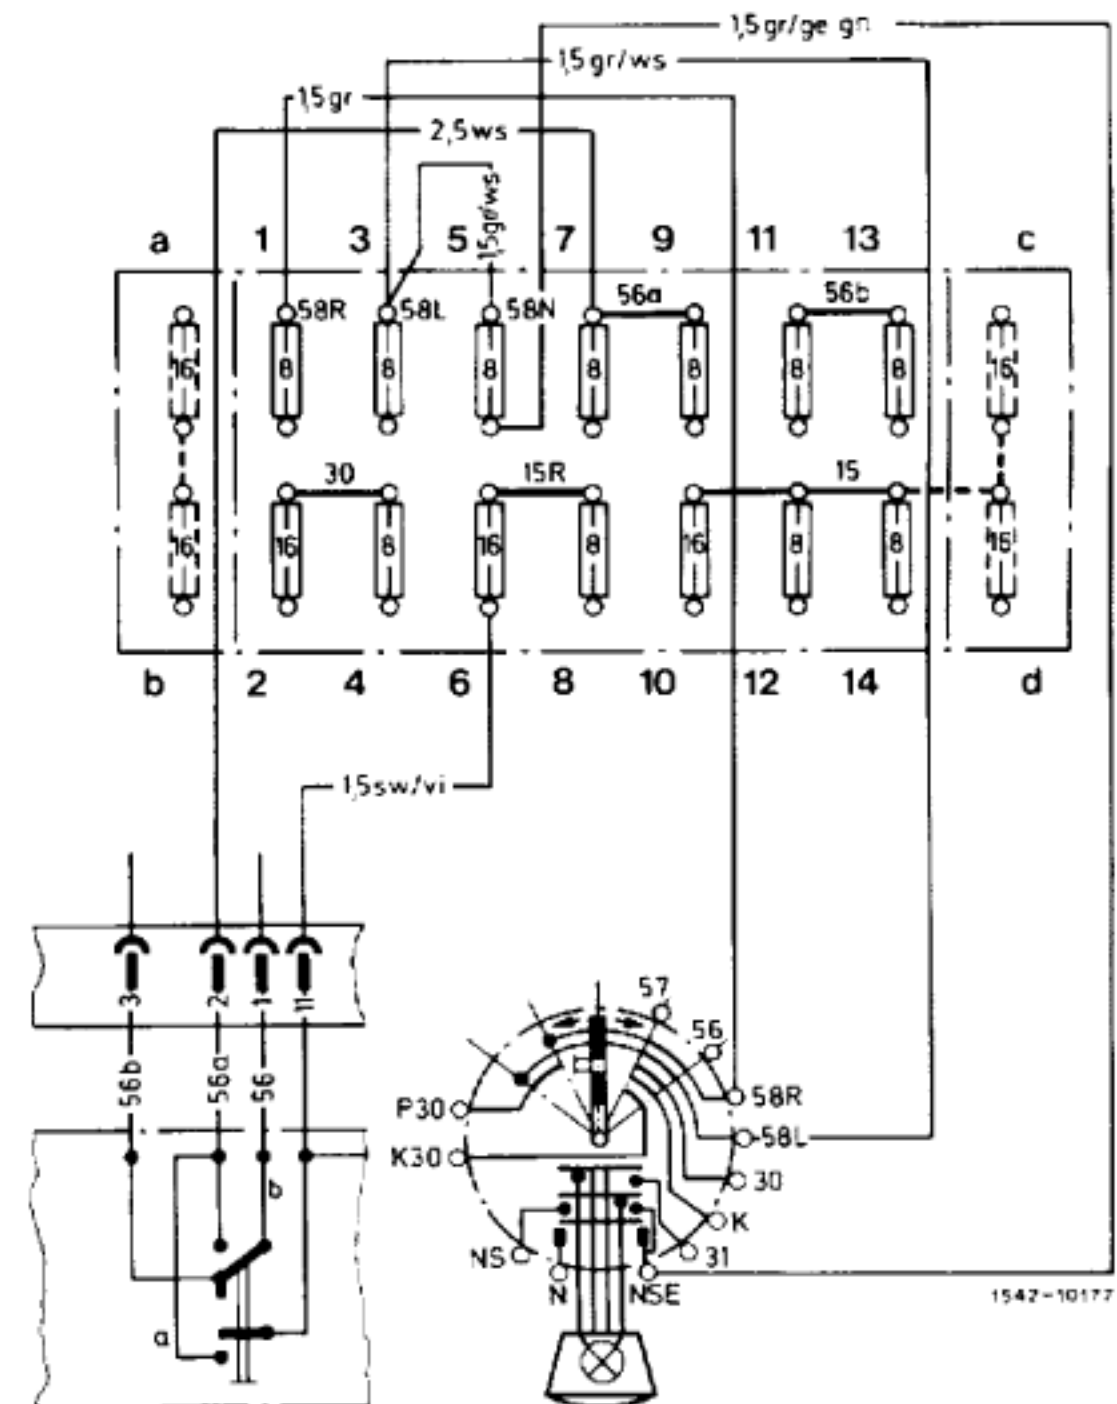 1,5 gr/ge gn
1,5 gr/ws
1,5 gr
2,5 ws
1,5 gr/ws
a 1 3 5 7 9 11 13 c
58R 58L 58N 56a 56b
16 8 8 8 8 8 8 8 16
30 15R 15
16 16 8 16 8 16 8 8 16
b 2 4 6 8 10 12 14 d
1,5 sw/vi
3 2 1 11
56b 56a 56
b
a
57
56
P30 58R
K30 58L
30
K
NS 31
N NSE
1542-10177